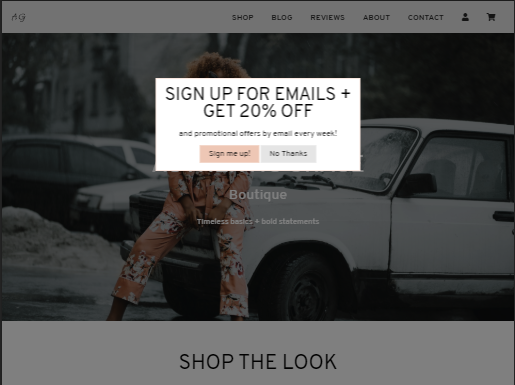 AG
SHOP BLOG REVIEWS ABOUT CONTACT
SIGN UP FOR EMAILS +
GET 20% OFF
and promotional offers by email every week!
Sign me up! No Thanks
Boutique
Timeless basics + bold statements
SHOP THE LOOK